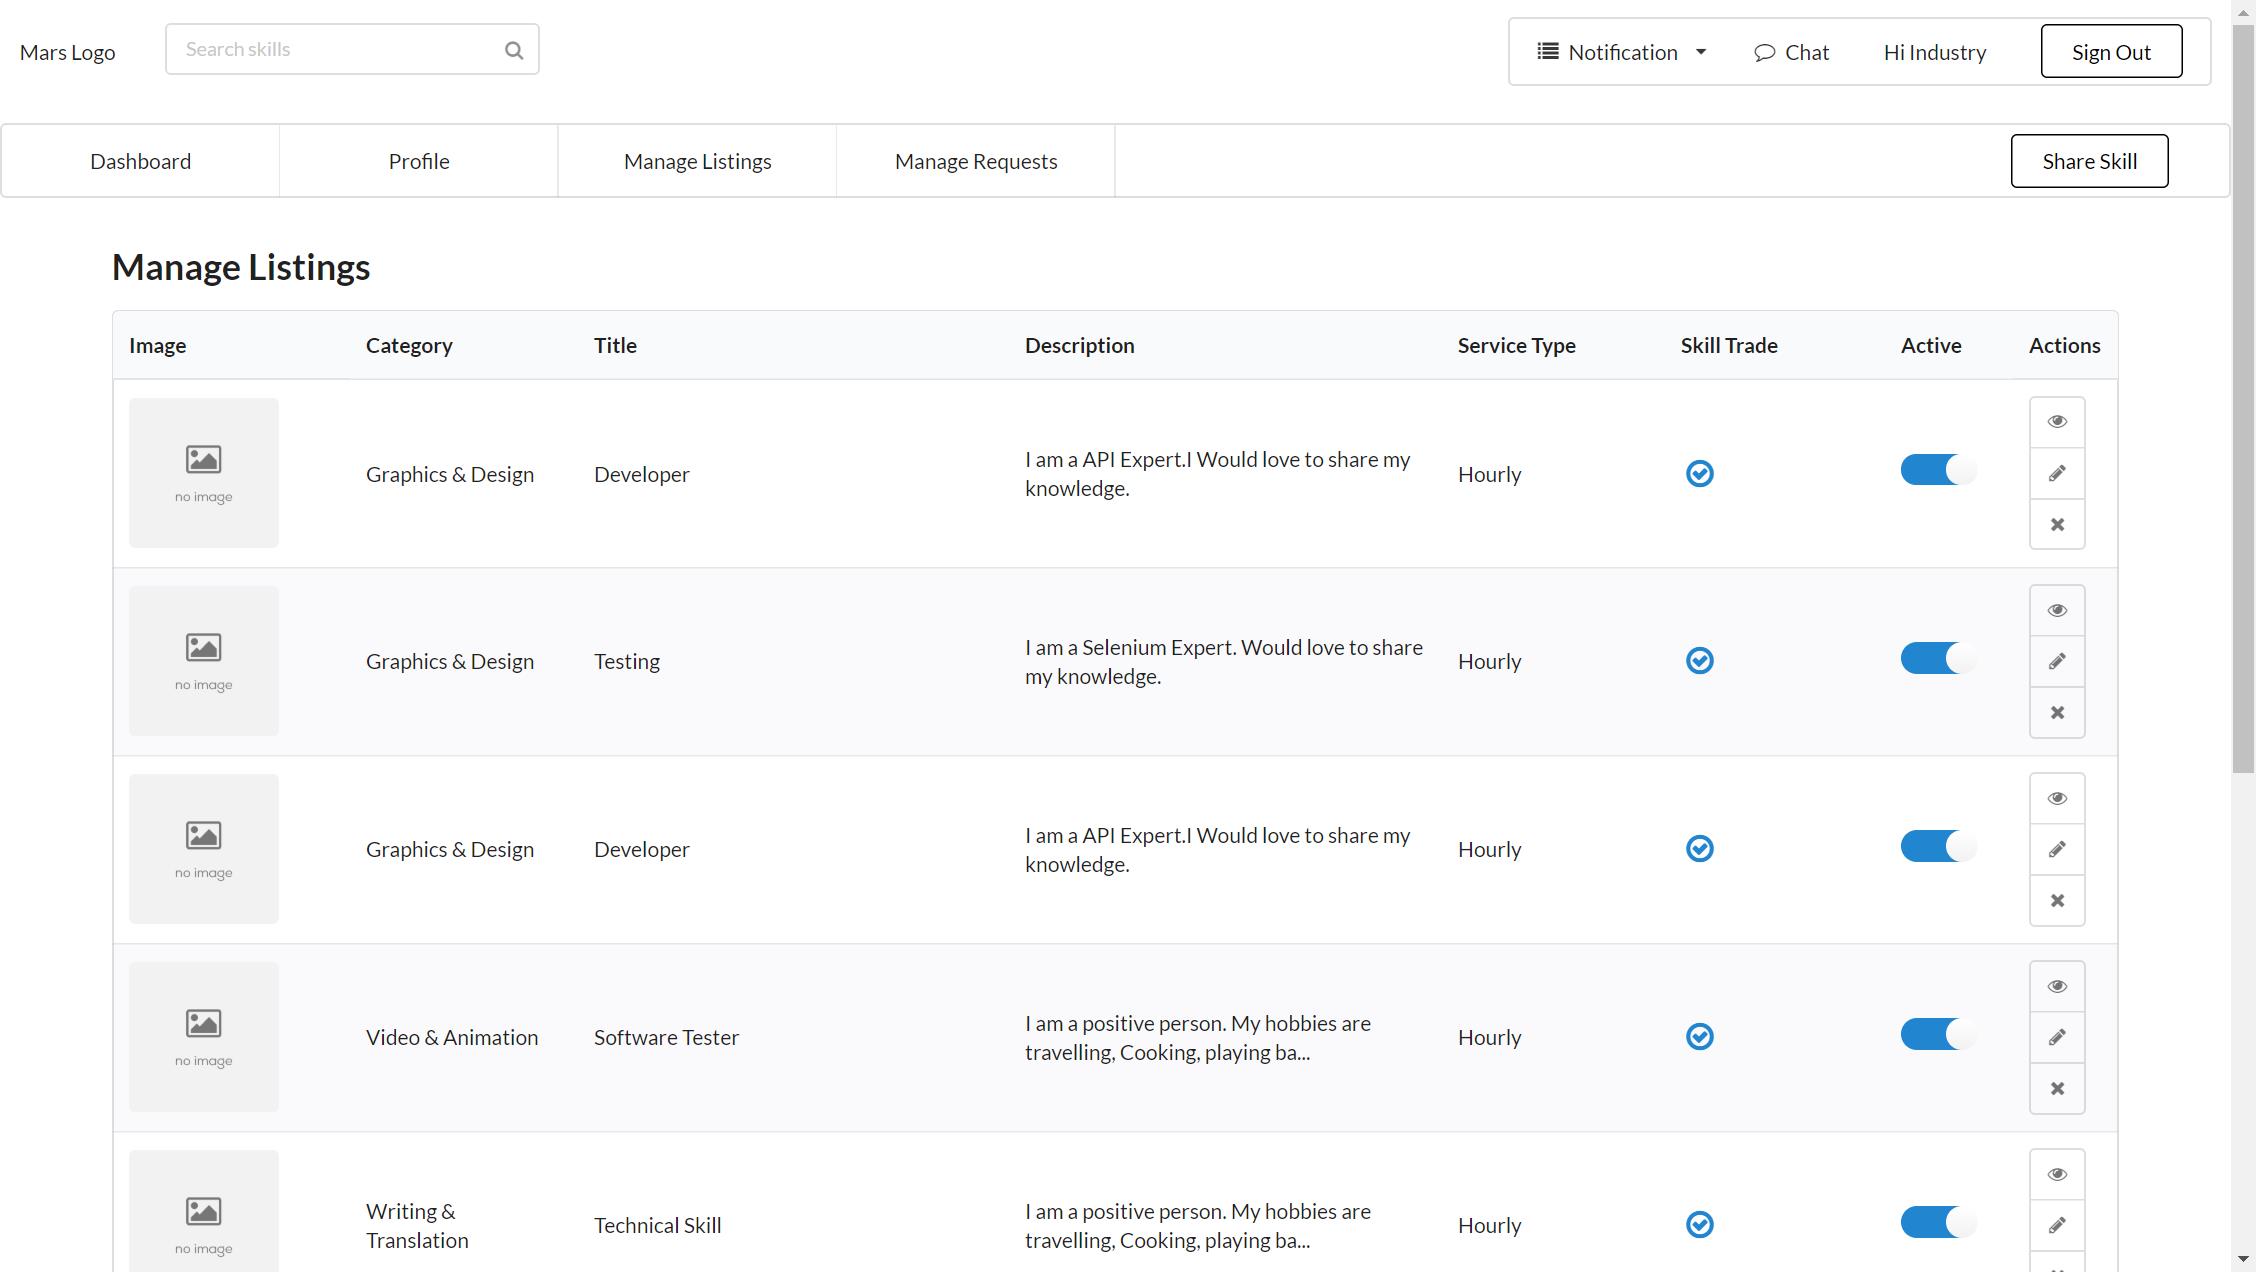 Mars Logo
Search skills
Notification
Chat
Hi Industry
Sign Out
Dashboard
Profile
Manage Listings
Manage Requests
Share Skill
Manage Listings
Image
Category
Title
Description
Service Type
Skill Trade
Active
Actions
no image
Graphics & Design
Developer
I am a API Expert.I Would love to share my
knowledge.
Hourly
no image
Graphics & Design
Testing
I am a Selenium Expert. Would love to share
my knowledge.
Hourly
no image
Graphics & Design
Developer
I am a API Expert.I Would love to share my
knowledge.
Hourly
no image
Video & Animation
Software Tester
I am a positive person. My hobbies are
travelling, Cooking, playing ba...
Hourly
no image
Writing &
Translation
Technical Skill
I am a positive person. My hobbies are
travelling, Cooking, playing ba...
Hourly